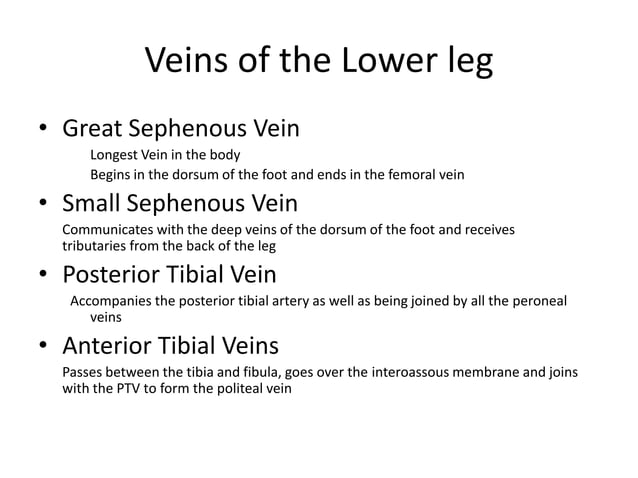 Veins of the Lower leg
• Great Sephenous Vein
Longest Vein in the body
Begins in the dorsum of the foot and ends in the femoral vein
• Small Sephenous Vein
Communicates with the deep veins of the dorsum of the foot and receives
tributaries from the back of the leg
• Posterior Tibial Vein
Accompanies the posterior tibial artery as well as being joined by all the peroneal
veins
• Anterior Tibial Veins
Passes between the tibia and fibula, goes over the interoassous membrane and joins
with the PTV to form the politeal vein